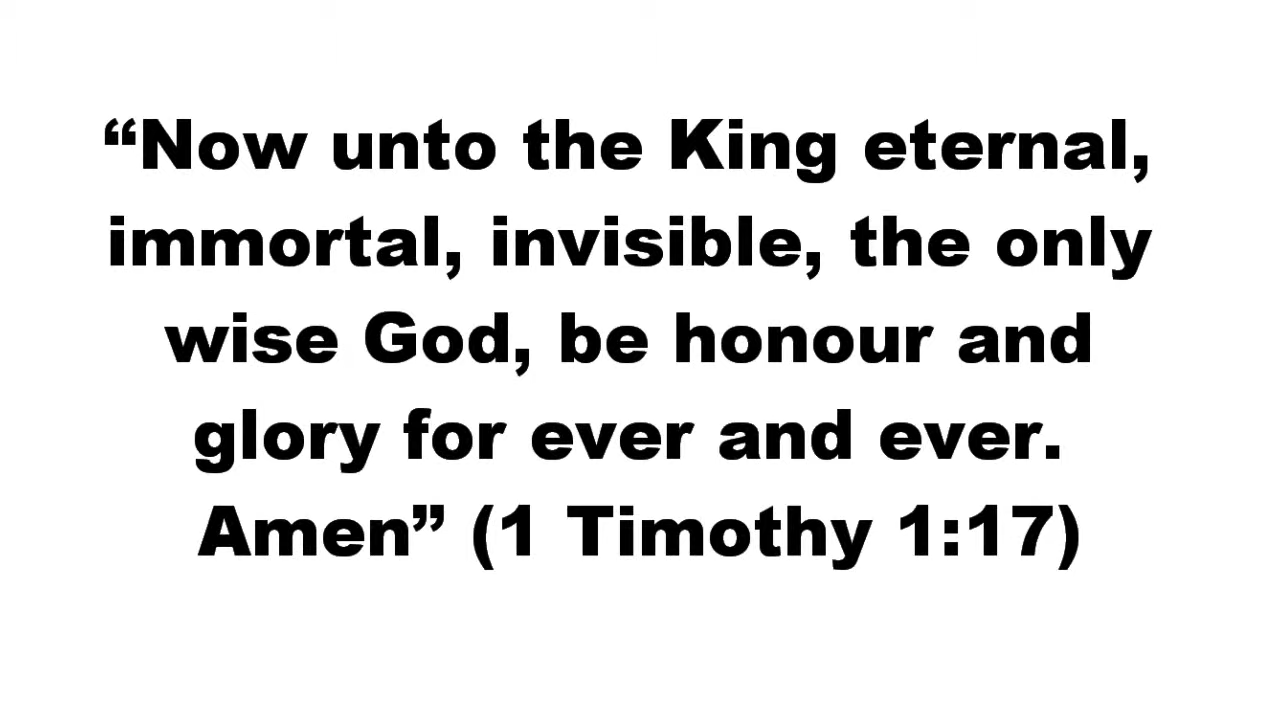 “Now unto the King eternal,
immortal, invisible, the only
wise God, be honour and
glory for ever and ever.
Amen” (1 Timothy 1:17)